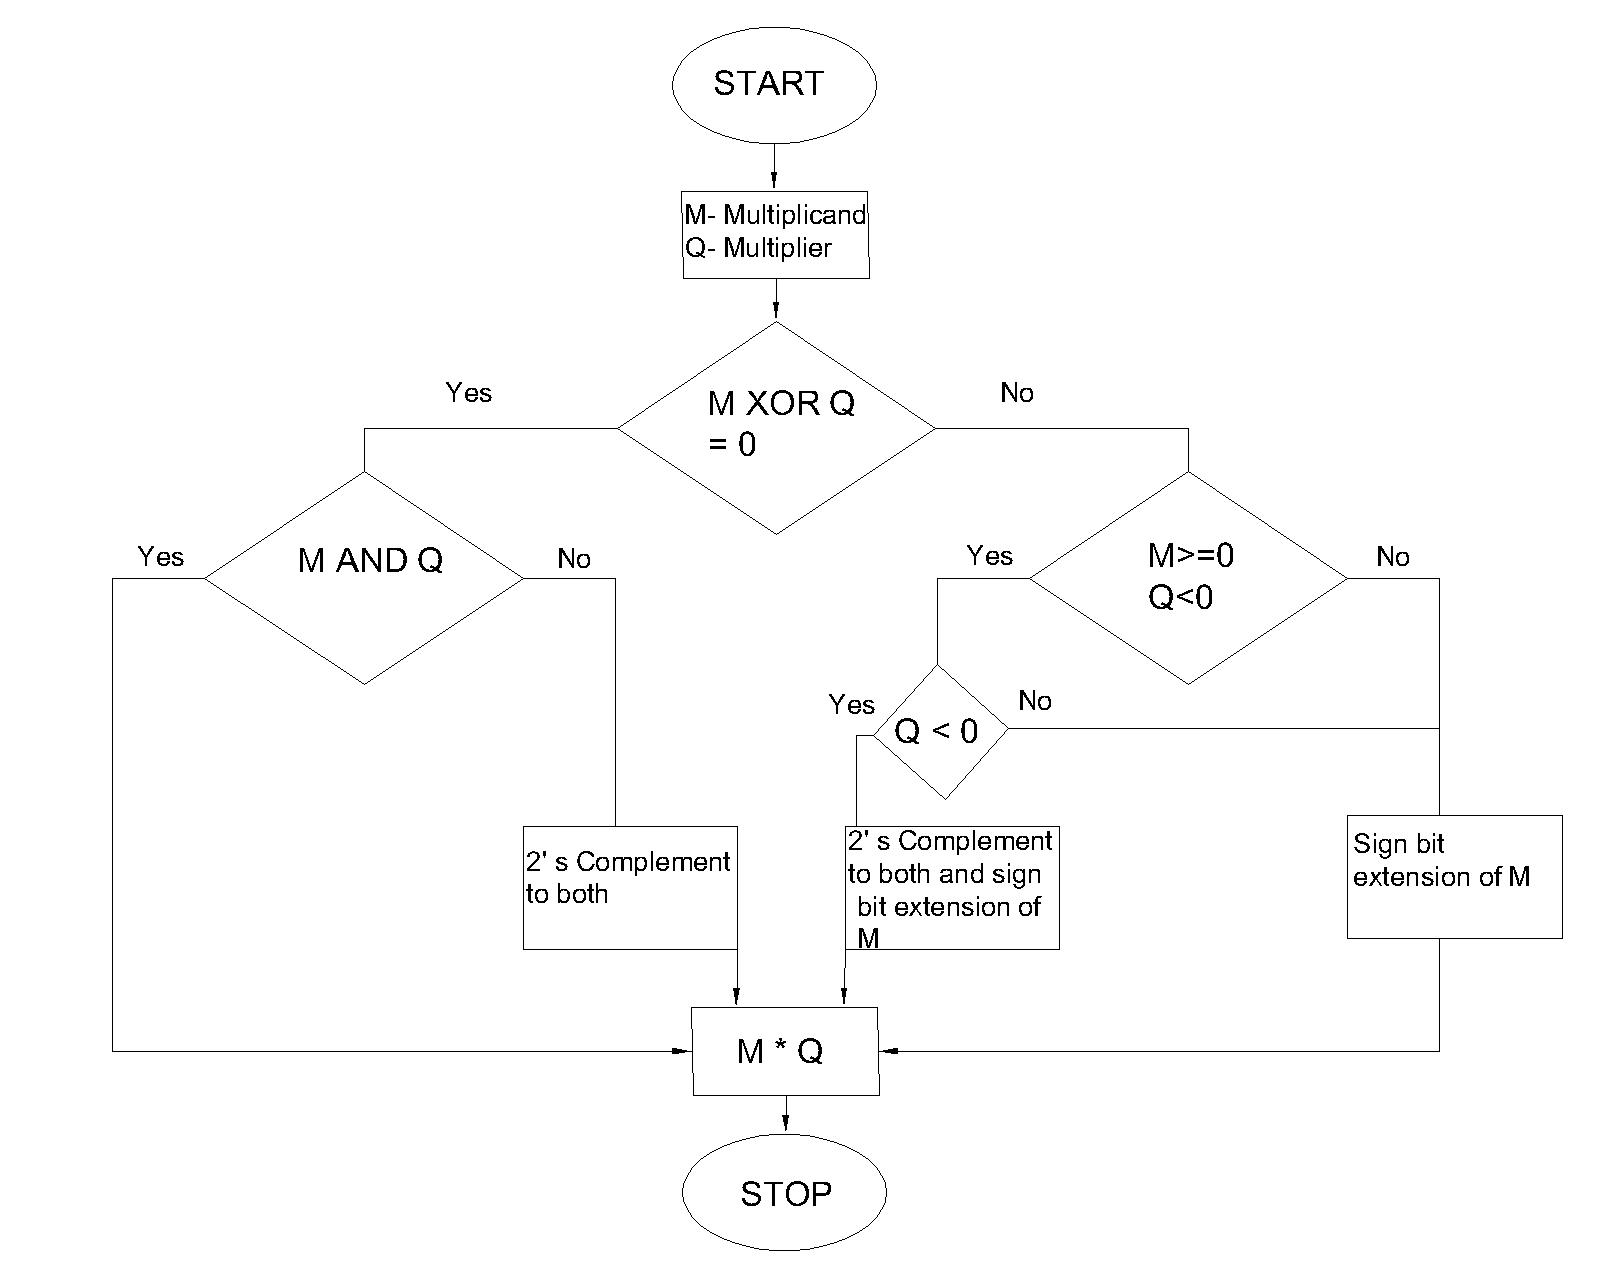 START
M- Multiplicand
Q- Multiplier
Yes
M XOR Q
= 0
No
Yes
M AND Q
No
Yes
M>=0
Q<0
No
Yes
Q < 0
No
2' s Complement
to both
2' s Complement
to both and sign
bit extension of
M
Sign bit
extension of M
M * Q
STOP